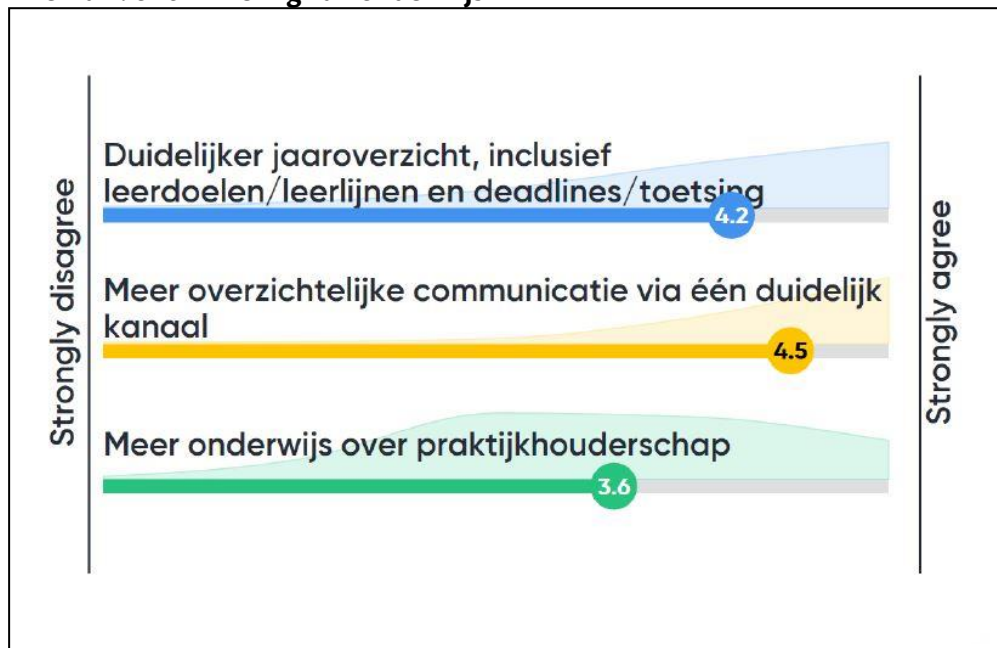 Duidelijker jaaroverzicht, inclusief
leerdoelen/leerlijnen en deadlines/toetsing
4.2
Meer overzichtelijke communicatie via één duidelijk
kanaal
4.5
Meer onderwijs over praktijkhouderschap
3.6
Strongly disagree
Strongly agree